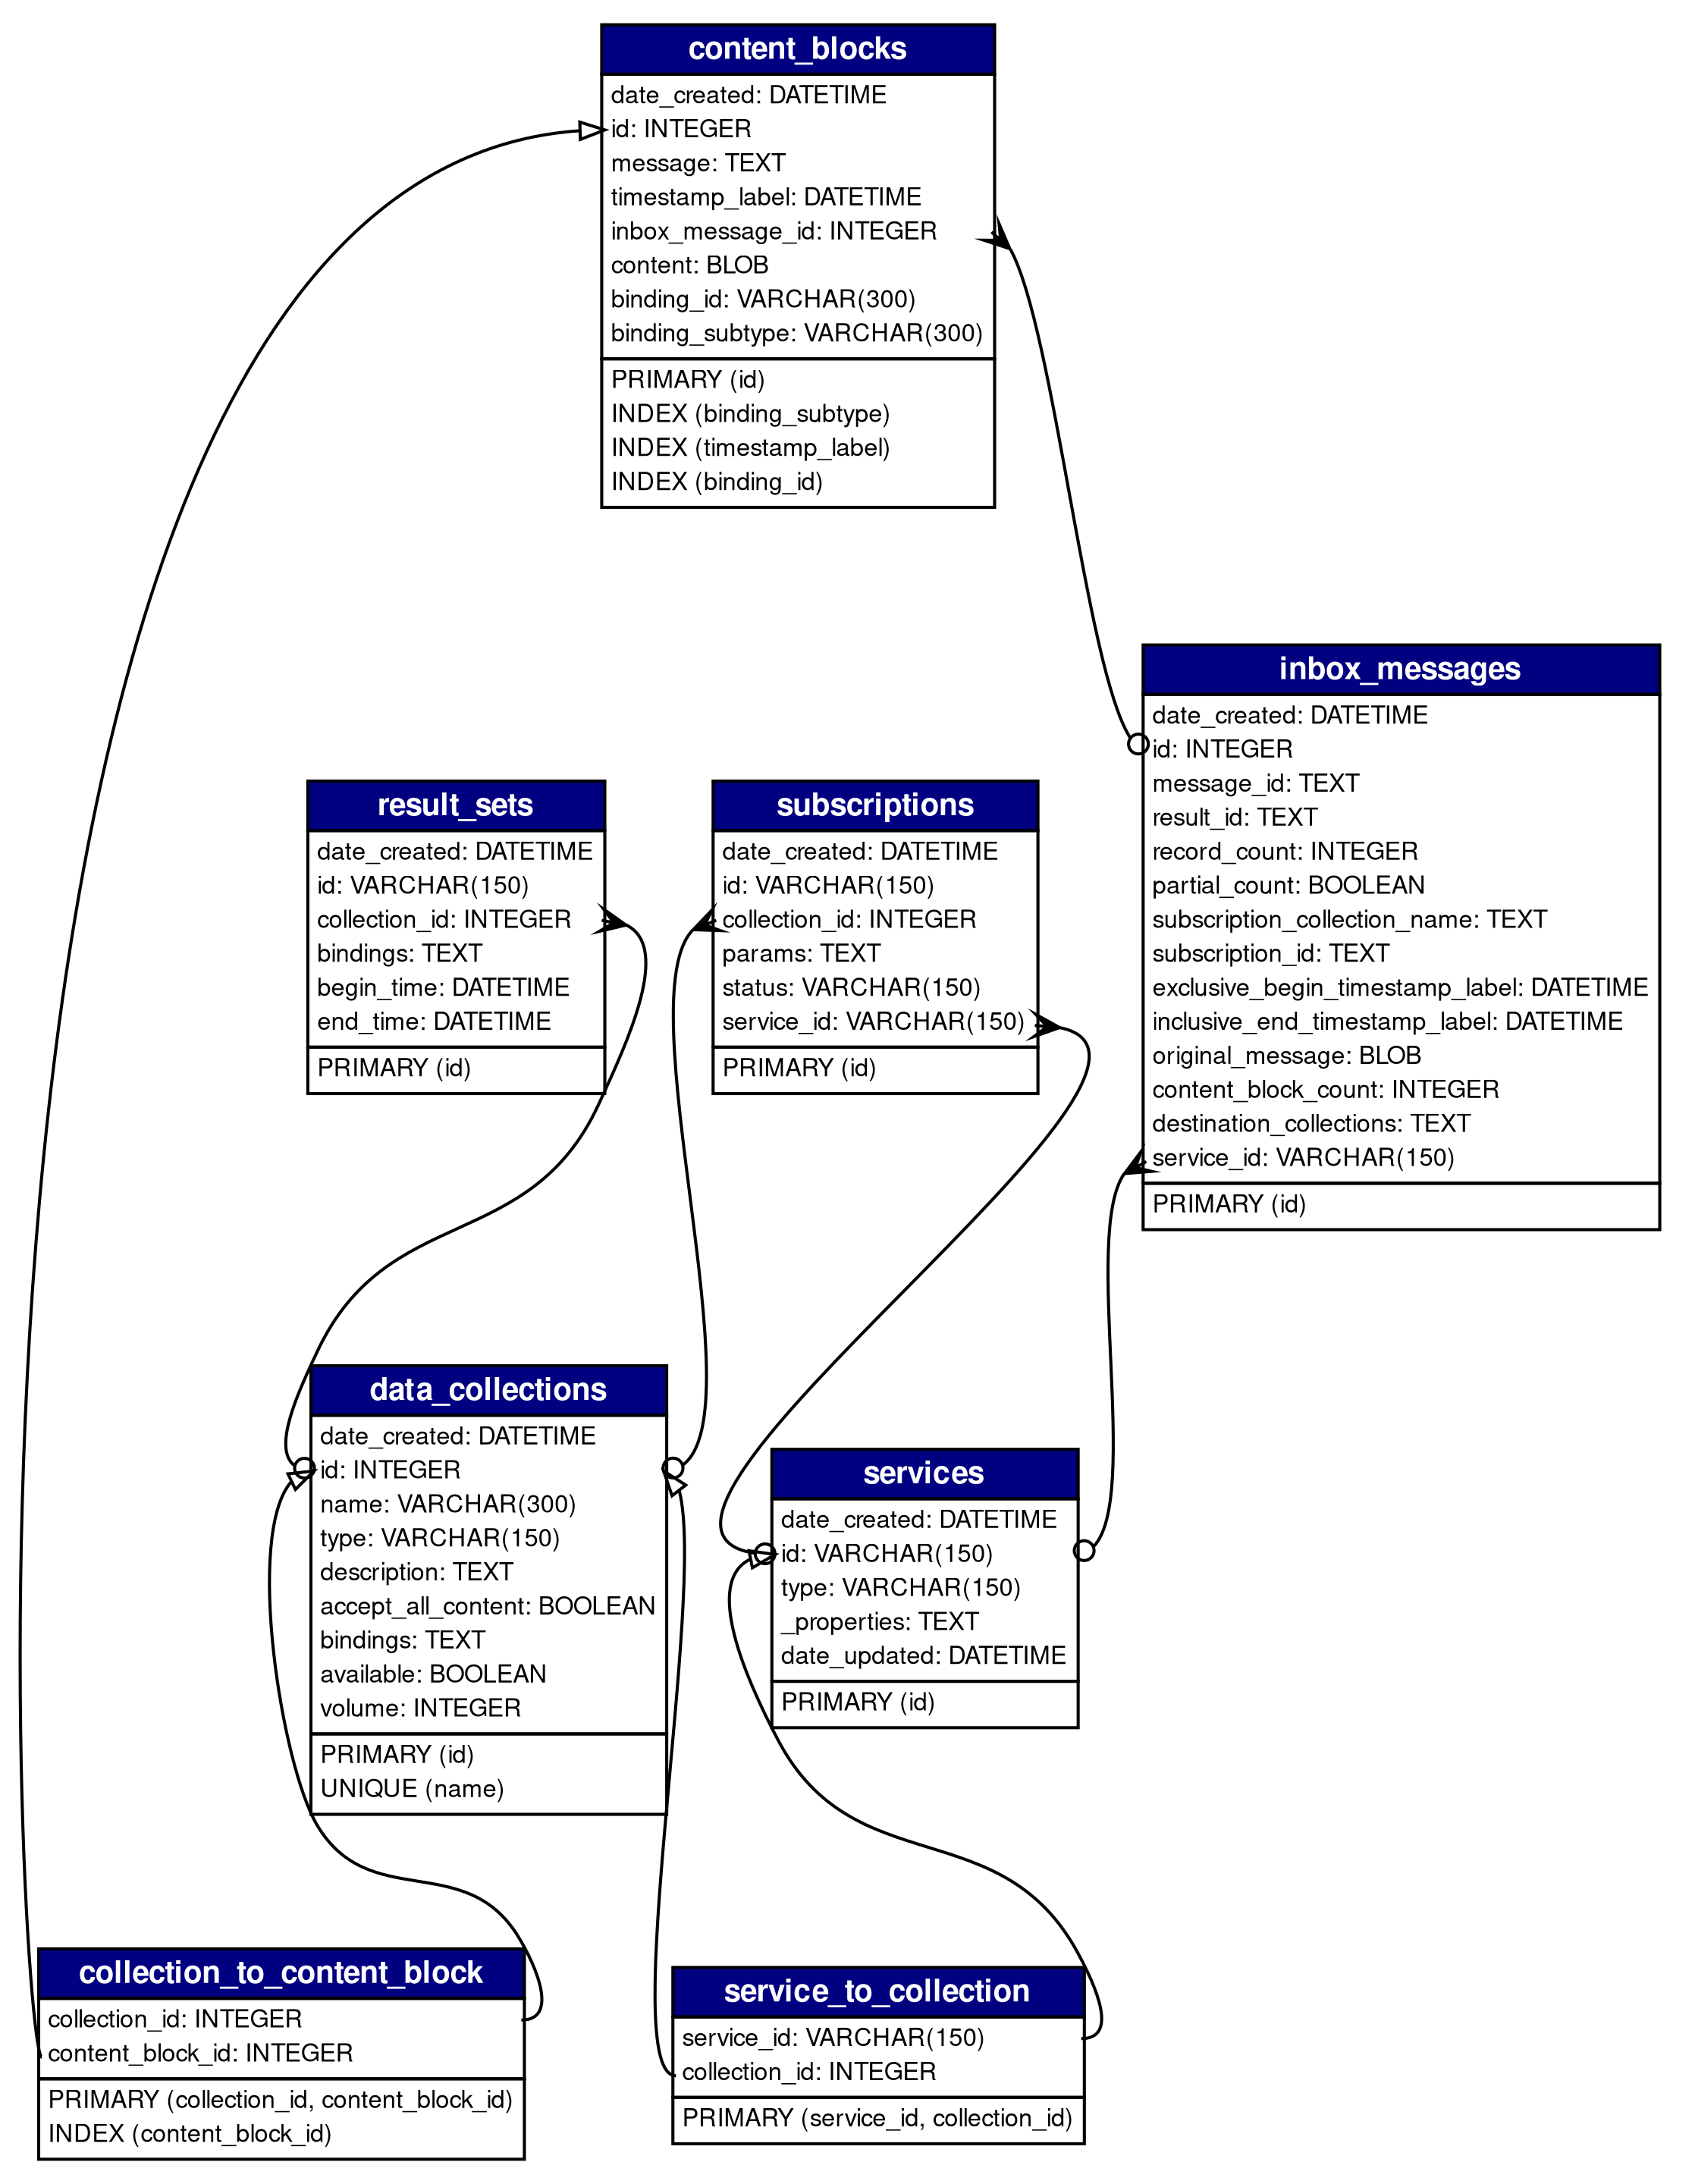 content_blocks
date_created: DATETIME
id: INTEGER
message: TEXT
timestamp_label: DATETIME
inbox_message_id: INTEGER
content: BLOB
binding_id: VARCHAR(300)
binding_subtype: VARCHAR(300)
PRIMARY (id)
INDEX (binding_subtype)
INDEX (timestamp_label)
INDEX (binding_id)
inbox_messages
date_created: DATETIME
id: INTEGER
message_id: TEXT
result_id: TEXT
record_count: INTEGER
partial_count: BOOLEAN
subscription_collection_name: TEXT
subscription_id: TEXT
exclusive_begin_timestamp_label: DATETIME
inclusive_end_timestamp_label: DATETIME
original_message: BLOB
content_block_count: INTEGER
destination_collections: TEXT
service_id: VARCHAR(150)
PRIMARY (id)
result_sets
date_created: DATETIME
id: VARCHAR(150)
collection_id: INTEGER
bindings: TEXT
begin_time: DATETIME
end_time: DATETIME
PRIMARY (id)
subscriptions
date_created: DATETIME
id: VARCHAR(150)
collection_id: INTEGER
params: TEXT
status: VARCHAR(150)
service_id: VARCHAR(150)
PRIMARY (id)
data_collections
date_created: DATETIME
id: INTEGER
name: VARCHAR(300)
type: VARCHAR(150)
description: TEXT
accept_all_content: BOOLEAN
bindings: TEXT
available: BOOLEAN
volume: INTEGER
PRIMARY (id)
UNIQUE (name)
services
date_created: DATETIME
id: VARCHAR(150)
type: VARCHAR(150)
_properties: TEXT
date_updated: DATETIME
PRIMARY (id)
collection_to_content_block
collection_id: INTEGER
content_block_id: INTEGER
PRIMARY (collection_id, content_block_id)
INDEX (content_block_id)
service_to_collection
service_id: VARCHAR(150)
collection_id: INTEGER
PRIMARY (service_id, collection_id)